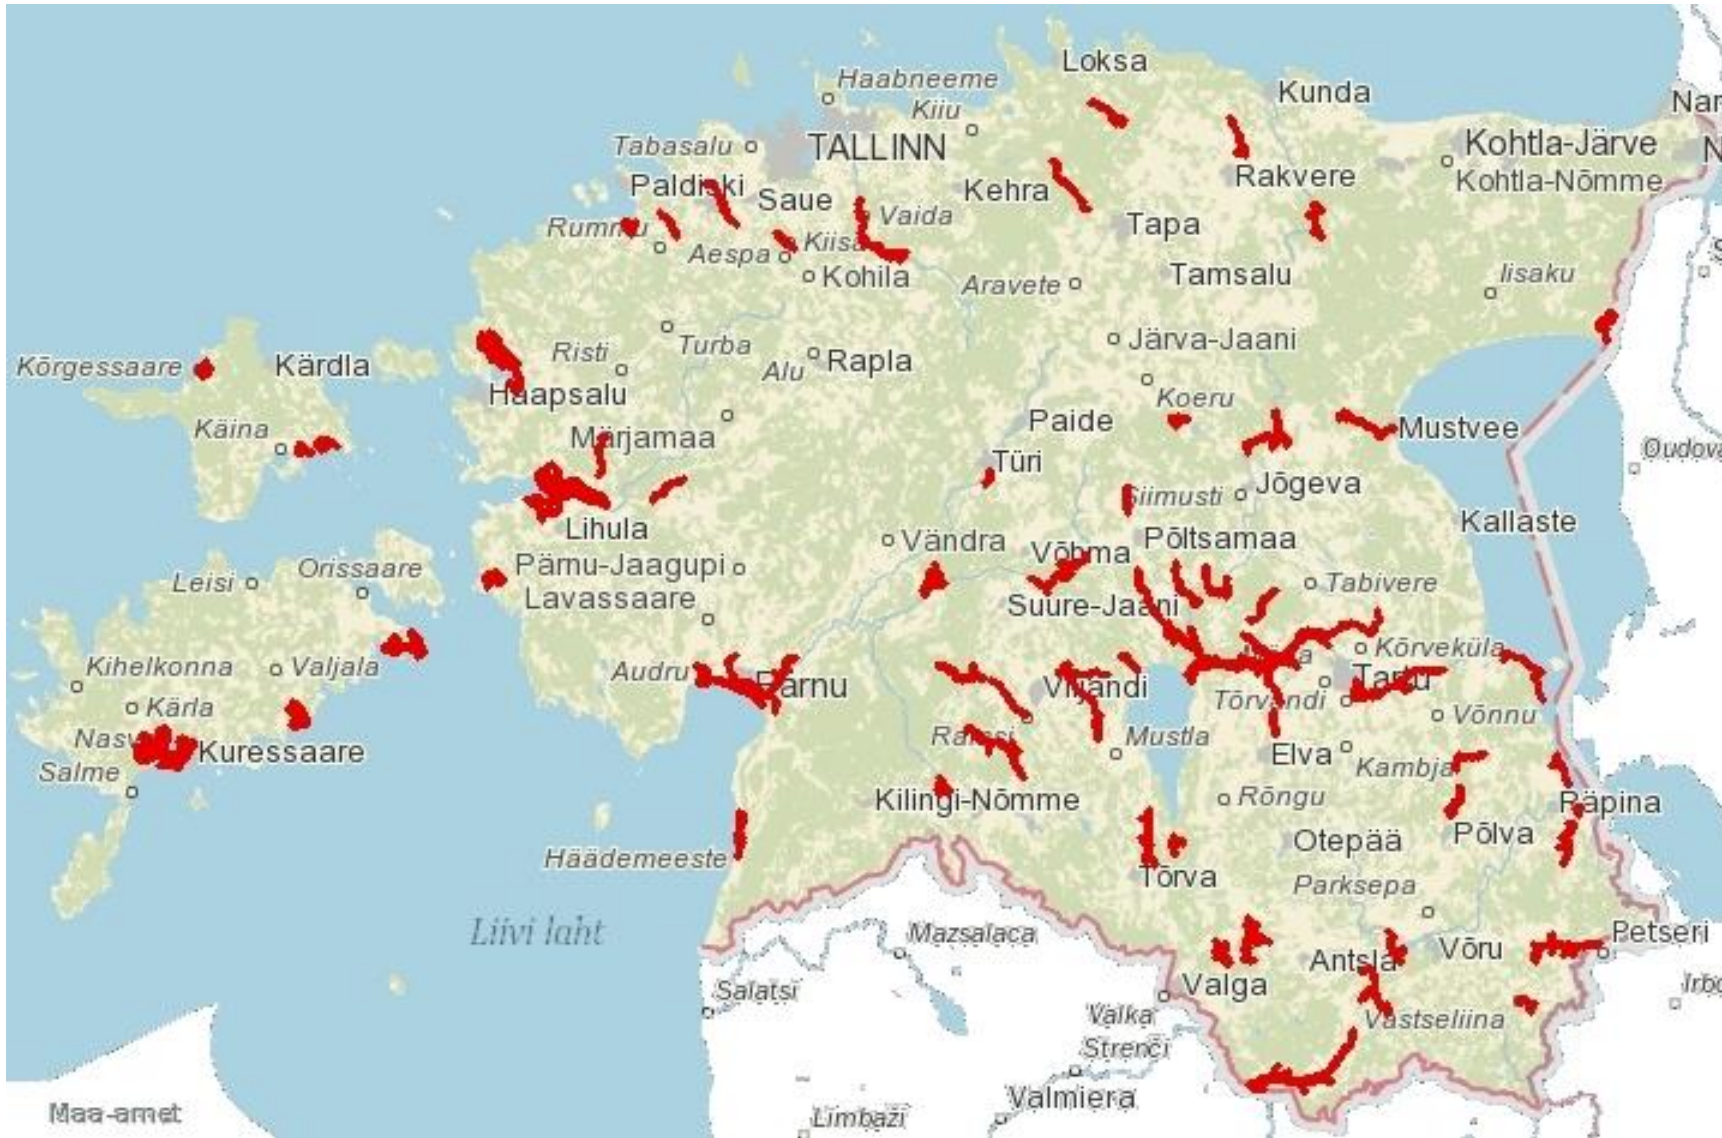 Loksa
Haabneeme
Kunda
Kiiu
Tabasalu
TALLINN
Kohtla-Järve
Paldiski
Saue
Kehra
Rakvere
Kohtla-Nõmme
Vaida
Rummu
Tapa
Aespa
Kiisa
Kohila
Aravete
Tamsalu
Iisaku
Turba
Järva-Jaani
Risti
Rapla
Alu
Kõrgessaare
Kärdla
Haapsalu
Koeru
Paide
Käina
Märjamaa
Mustvee
Türi
Oudova
Siimusti
Jõgeva
Lihula
Kallaste
Vändra
Võhma
Põltsamaa
Orissaare
Leisi
Pärnu-Jaagupi
Tabivere
Lavassaare
Suure-Jaani
Kihelkonna
Valjala
Audru
Pärnu
Viljandi
Kõrveküla
Tartu
Kärla
Tõrvandi
Võnnu
Ramsi
Mustla
Kuressaare
Elva
Kambja
Salme
Kilingi-Nõmme
Rõngu
Räpina
Põlva
Otepää
Häädemeeste
Tõrva
Parksepa
Liivi laht
Mazsalaca
Antsla
Võru
Petseri
Salatsi
Valga
Valka
Vastseliina
Strenči
Valmiera
Maa-amet
Limbaži